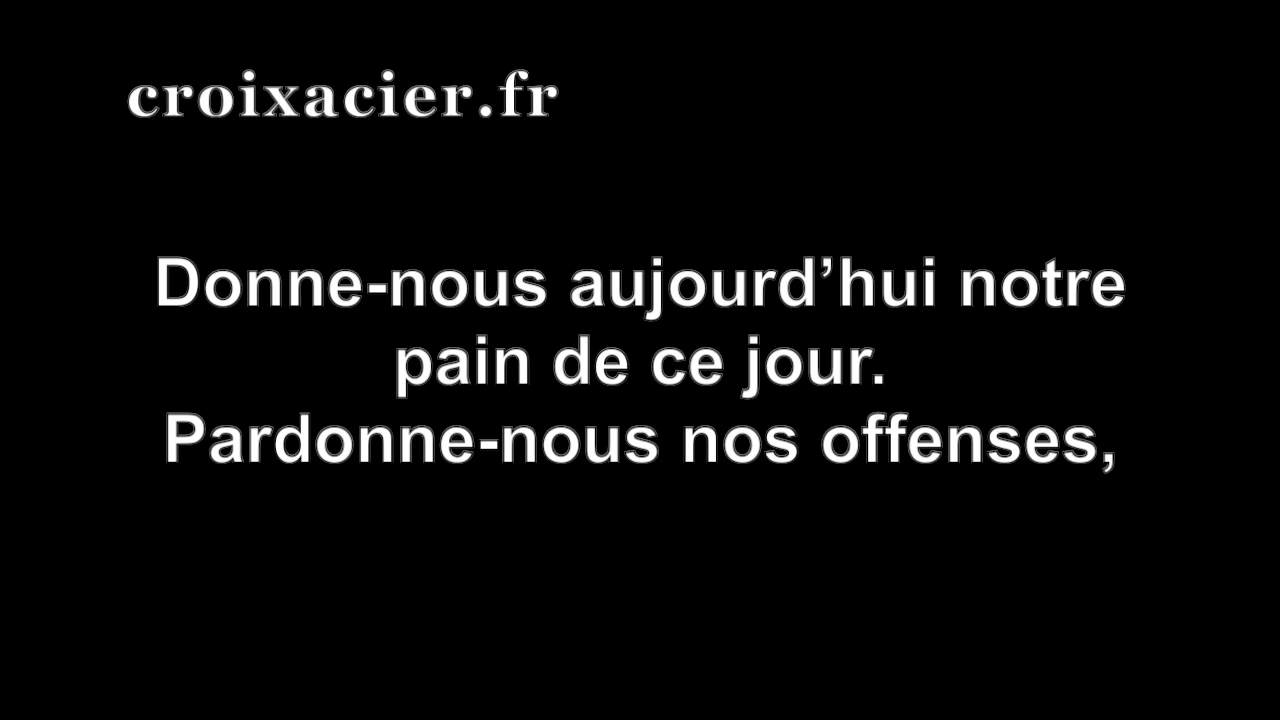 croixacier.fr
Donne-nous aujourd’hui notre
pain de ce jour.
Pardonne-nous nos offenses,